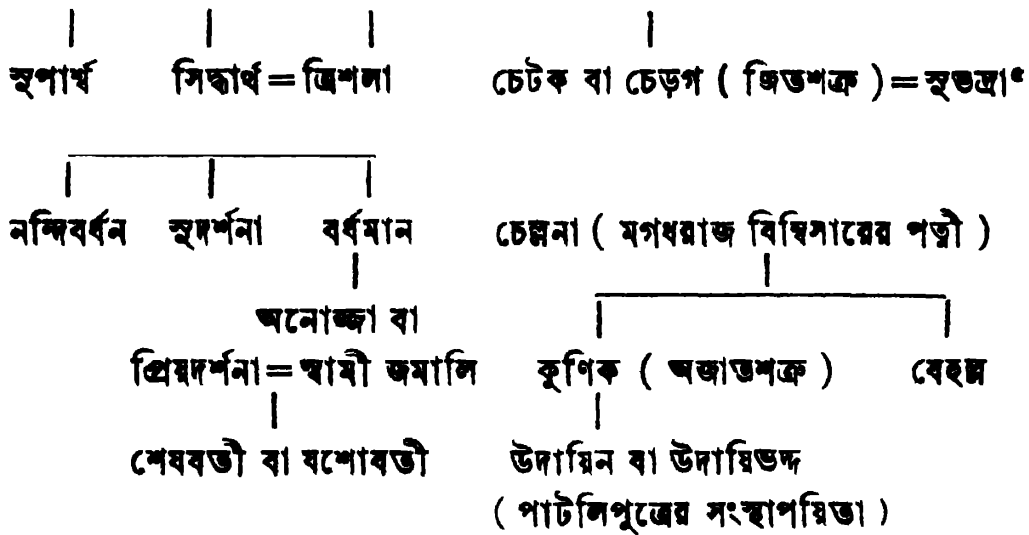 সুপার্শ্ব সিদ্ধার্থ = ত্রিশলা চেটক বা চেড়গ ( জিতশত্রু ) = সুভদ্রা৫
নন্দিবর্ধন সুদর্শনা বর্ধমান চেল্লনা ( মগধরাজ বিম্বিসারের পত্নী )
অনোজ্জা বা
প্রিয়দর্শনা = স্বামী জমালি কুণিক ( অজাতশত্রু ) বেহল্ল
শেষবতী বা যশোবতী উদায়িন বা উদায়িভদ্দ
( পাটলিপুত্রের সংস্থাপয়িতা )